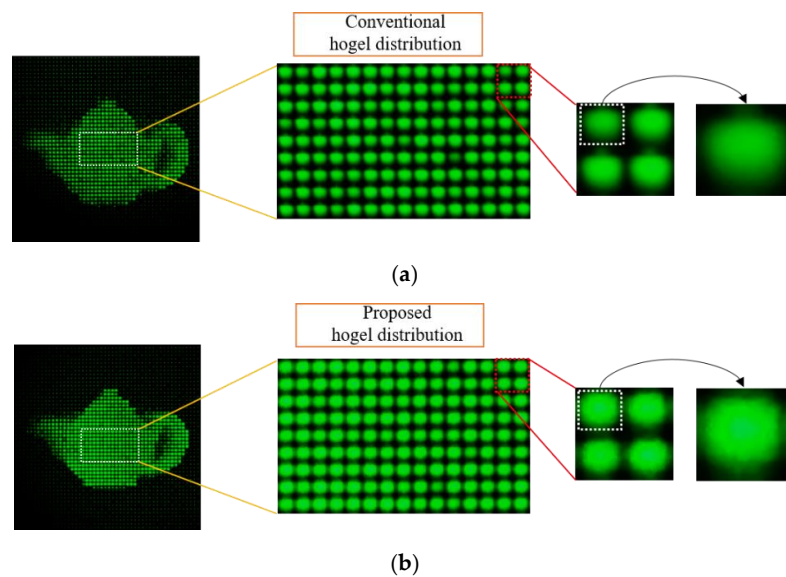 Conventional
hogel distribution
(a)
Proposed
hogel distribution
(b)